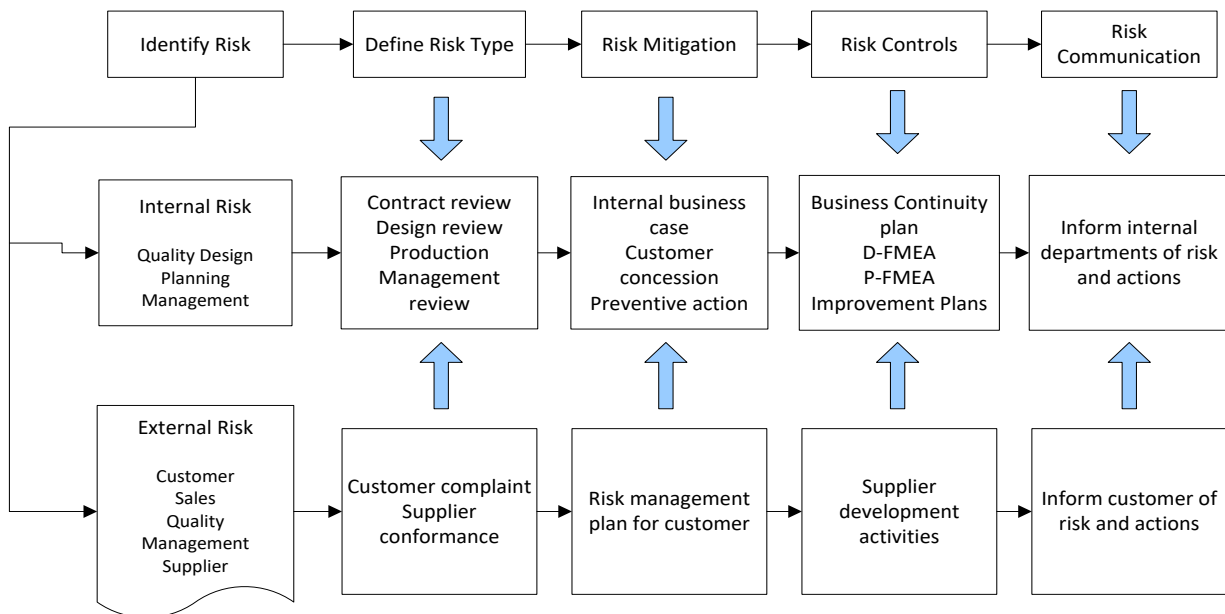 Identify Risk
Define Risk Type
Risk Mitigation
Risk Controls
Risk
Communication
Internal Risk
Quality Design
Planning
Management
Contract review
Design review
Production
Management
review
Internal business
case
Customer
concession
Preventive action
Business Continuity
plan
D-FMEA
P-FMEA
Improvement Plans
Inform internal
departments of risk
and actions
External Risk
Customer
Sales
Quality
Management
Supplier
Customer complaint
Supplier
conformance
Risk management
plan for customer
Supplier
development
activities
Inform customer of
risk and actions